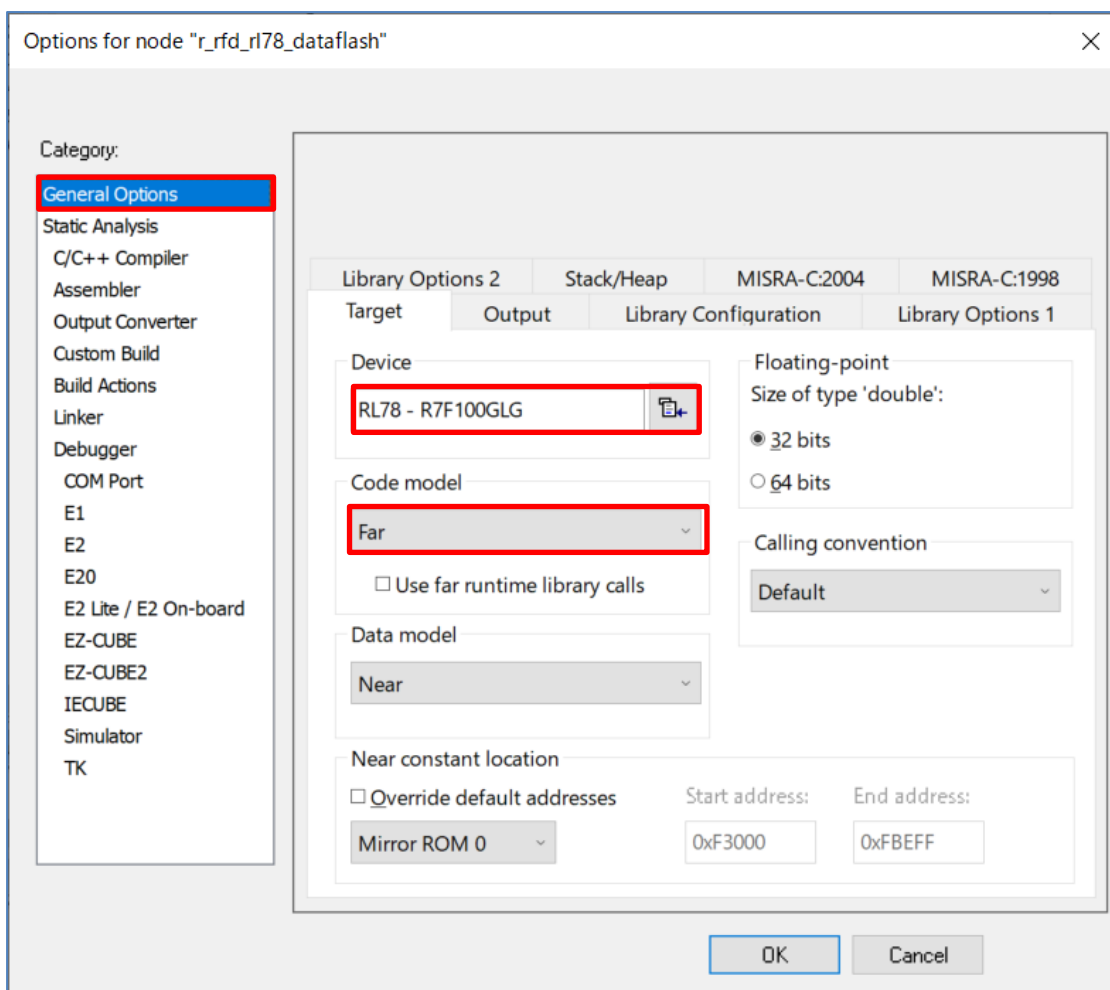 Options for node "r_rfd_rl78_dataflash"
Category:
General Options
Static Analysis
C/C++ Compiler
Assembler
Output Converter
Custom Build
Build Actions
Linker
Debugger
COM Port
E1
E2
E20
E2 Lite / E2 On-board
EZ-CUBE
EZ-CUBE2
IECUBE
Simulator
TK
Library Options 2 Stack/Heap MISRA-C:2004 MISRA-C:1998
Target Output Library Configuration Library Options 1
Device
RL78 - R7F100GLG
Code model
Far
Use far runtime library calls
Data model
Near
Floating-point
Size of type 'double':
32 bits
64 bits
Calling convention
Default
Near constant location
Override default addresses Start address: End address:
Mirror ROM 0 0xF3000 0xFBEFF
OK Cancel